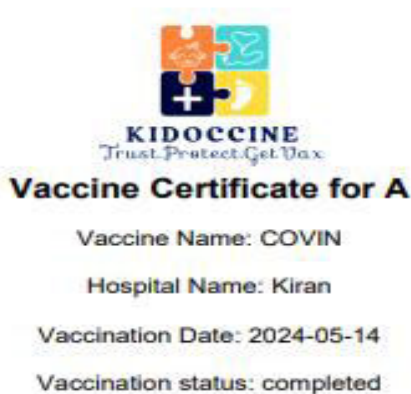 KIDOCCINE
Trust.Protect.Get Vax
Vaccine Certificate for A
Vaccine Name: COVIN
Hospital Name: Kiran
Vaccination Date: 2024-05-14
Vaccination status: completed